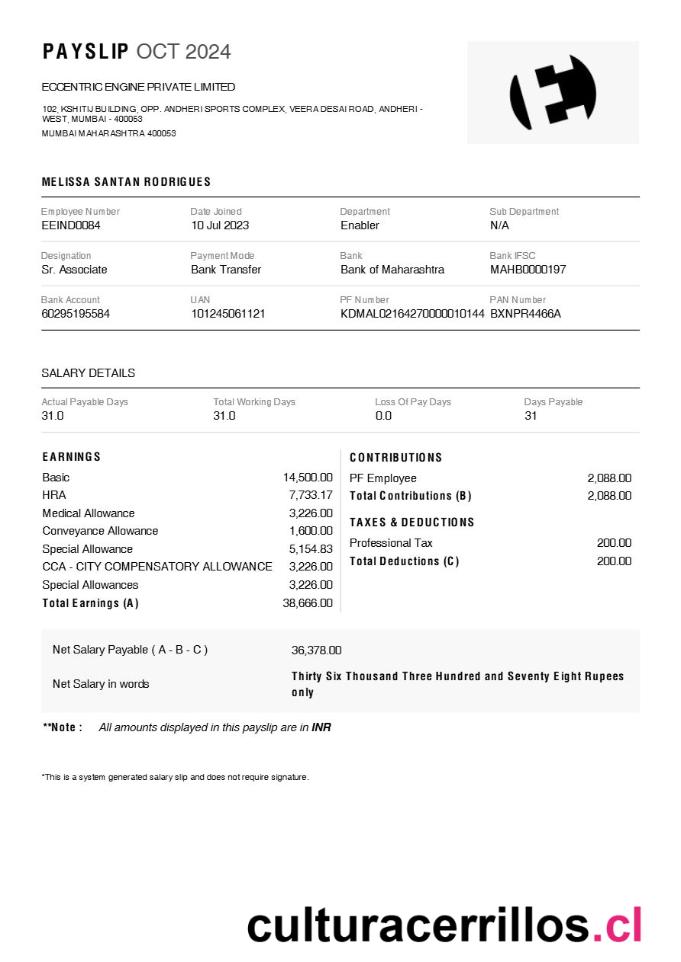 PAYSLIP OCT 2024
ECCENTRIC ENGINE PRIVATE LIMITED
102, KSHITIJ BUILDING, OPP. ANDHERI SPORTS COMPLEX, VEERA DESAI ROAD, ANDHERI -
WEST, MUMBAI - 400053
MUMBAI MAHARASHTRA 400053
MELISSA SANTAN RODRIGUES
Employee Number Date Joined Department Sub Department
EEIND0084 10 Jul 2023 Enabler N/A
Designation Payment Mode Bank Bank IFSC
Sr. Associate Bank Transfer Bank of Maharashtra MAHB0000197
Bank Account UAN PF Number PAN Number
60295195584 101245061121 KDMAL02164270000010144 BXNPR4466A
SALARY DETAILS
Actual Payable Days Total Working Days Loss Of Pay Days Days Payable
31.0 31.0 0.0 31
EARNINGS
Basic 14,500.00
HRA 7,733.17
Medical Allowance 3,226.00
Conveyance Allowance 1,600.00
Special Allowance 5,154.83
CCA - CITY COMPENSATORY ALLOWANCE 3,226.00
Special Allowances 3,226.00
Total Earnings (A) 38,666.00
CONTRIBUTIONS
PF Employee 2,088.00
Total Contributions (B) 2,088.00
TAXES & DEDUCTIONS
Professional Tax 200.00
Total Deductions (C) 200.00
Net Salary Payable ( A - B - C ) 36,378.00
Net Salary in words Thirty Six Thousand Three Hundred and Seventy Eight Rupees
only
**Note : All amounts displayed in this payslip are in INR
*This is a system generated salary slip and does not require signature.
culturacerrillos.cl